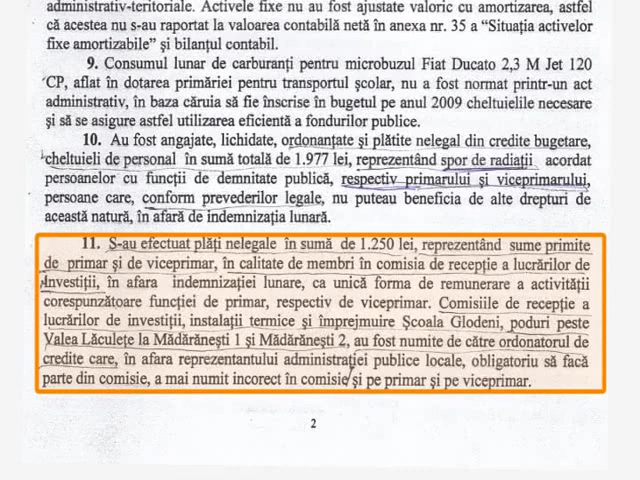 administrativ-teritoriale. Activele fixe nu au fost ajustate valoric cu amortizarea, astfel
că acestea nu s-au raportat la valoarea contabilă netă în anexa nr. 35 a “Situația activelor
fixe amortizabile” și bilanțul contabil.
9. Consumul lunar de carburanți pentru microbuzul Fiat Ducato 2,3 M Jet 120
CP, aflat în dotarea primăriei pentru transportul școlar, nu a fost normat printr-un act
administrativ, în baza căruia să fie înscrise în bugetul pe anul 2009 cheltuielile necesare
și să se asigure astfel utilizarea eficientă a fondurilor publice.
10. Au fost angajate, lichidate, ordonanțate și plătite nelegal din credite bugetare,
cheltuieli de personal în sumă totală de 1.977 lei, reprezentând spor de radiații acordat
persoanelor cu funcții de demnitate publică, respectiv primarului și viceprimarului,
persoane care, conform prevederilor legale, nu puteau beneficia de alte drepturi de
această natură, în afară de indemnizația lunară.
11. S-au efectuat plăți nelegale în sumă de 1.250 lei, reprezentând sume primite
de primar și de viceprimar, în calitate de membri în comisia de recepție a lucrărilor de
investiții, în afara indemnizației lunare, ca unică forma de remunerare a activității
corespunzătoare funcției de primar, respectiv de viceprimar. Comisiile de recepție a
lucrărilor de investiții, instalații termice și împrejmuire Școala Glodeni, poduri peste
Valea Lăculețe la Mădărănești 1 și Mădărănești 2, au fost numite de către ordonatorul de
credite care, în afara reprezentantului administrației publice locale, obligatoriu să facă
parte din comisie, a mai numit incorect în comisie și pe primar și pe viceprimar.
2